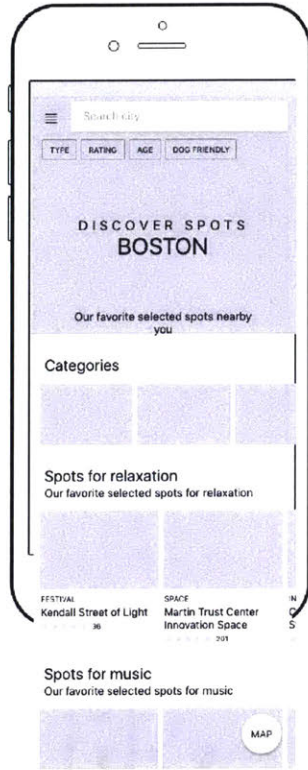 Search city
TYPE RATING AGE DOG FRIENDLY
DISCOVER SPOTS
BOSTON
Our favorite selected spots nearby
you
Categories
Spots for relaxation
Our favorite selected spots for relaxation
FESTIVAL SPACE IN
Kendall Street of Light Martin Trust Center
Innovation Space S
36 201
Spots for music
Our favorite selected spots for music
MAP